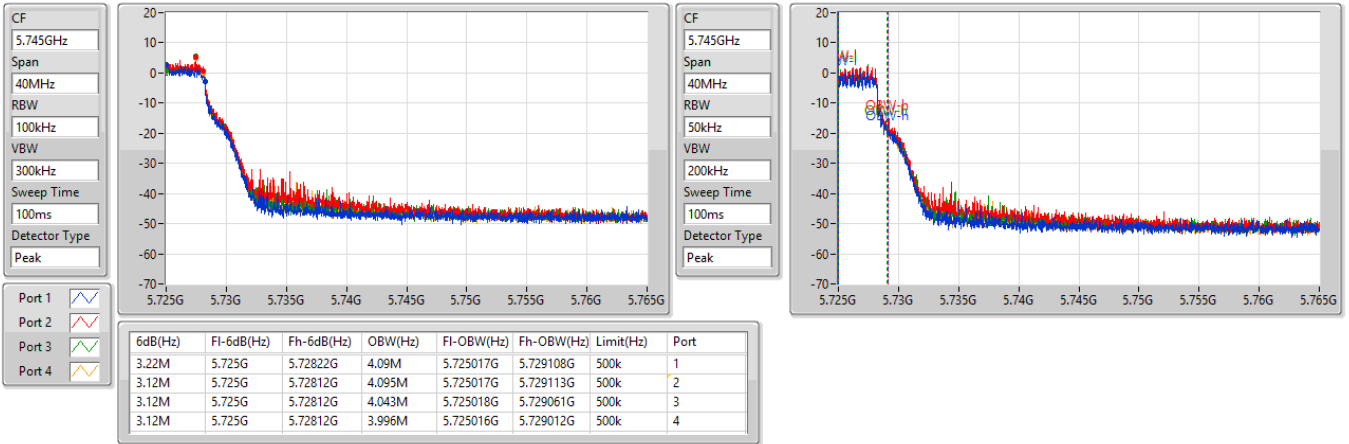 CF
5.745GHz
Span
40MHz
RBW
100kHz
VBW
300kHz
Sweep Time
100ms
Detector Type
Peak
20
10
0
-10
-20
-30
-40
-50
-60
-70
5.725G 5.73G 5.735G 5.74G 5.745G 5.75G 5.755G 5.76G 5.765G
CF
5.745GHz
Span
40MHz
RBW
50kHz
VBW
200kHz
Sweep Time
100ms
Detector Type
Peak
20
10
0
-10
-20
-30
-40
-50
-60
-70
OBW-h
5.725G 5.73G 5.735G 5.74G 5.745G 5.75G 5.755G 5.76G 5.765G
Port 1
Port 2
Port 3
Port 4
6dB(Hz) Fl-6dB(Hz) Fh-6dB(Hz) OBW(Hz) Fl-OBW(Hz) Fh-OBW(Hz) Limit(Hz) Port
3.22M 5.725G 5.72822G 4.09M 5.725017G 5.729108G 500k 1
3.12M 5.725G 5.72812G 4.095M 5.725017G 5.729113G 500k 2
3.12M 5.725G 5.72812G 4.043M 5.725018G 5.729061G 500k 3
3.12M 5.725G 5.72812G 3.996M 5.725016G 5.729012G 500k 4